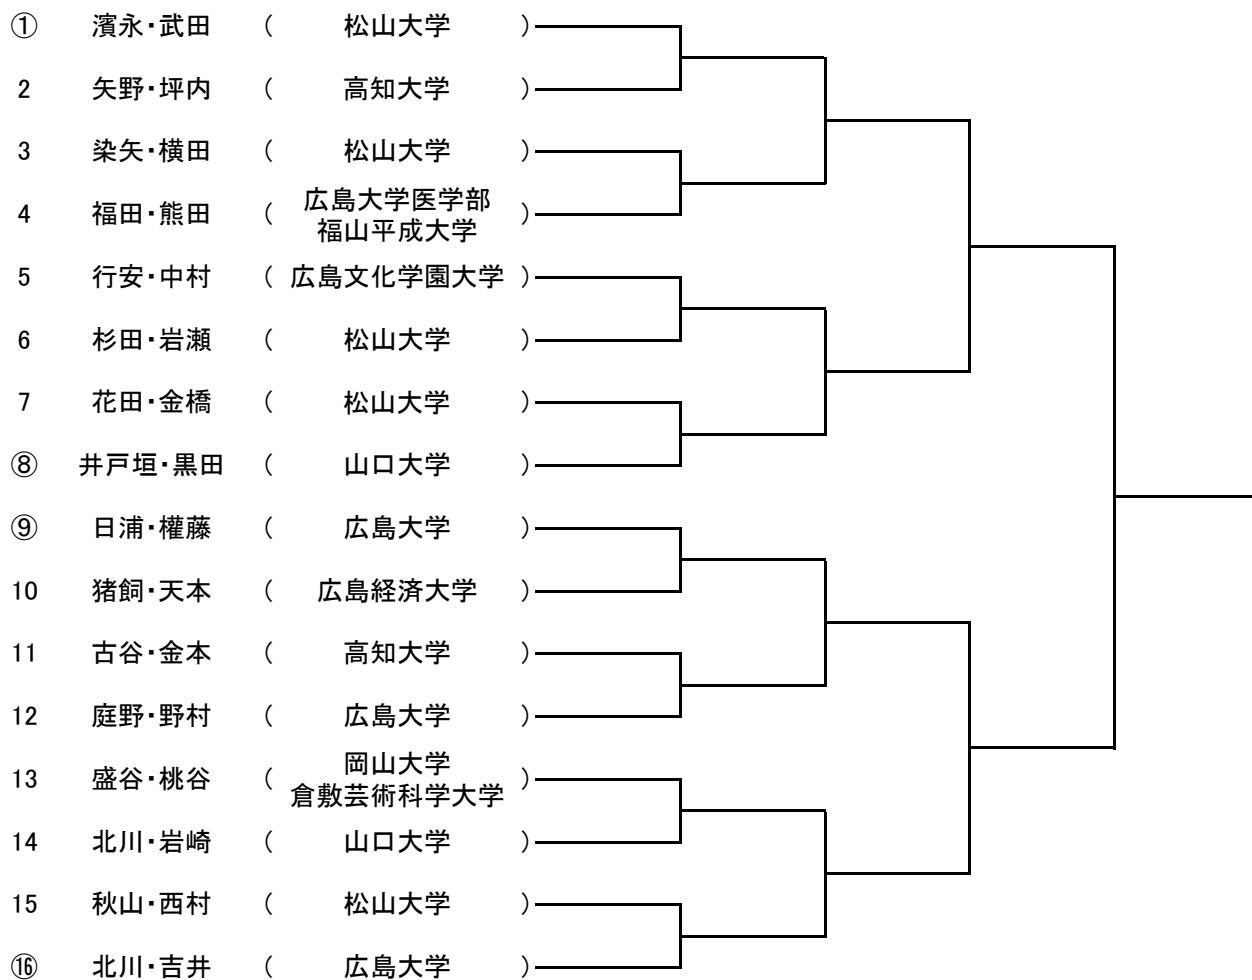 ① 濱永・武田 ( 松山大学 )
2 矢野・坪内 ( 高知大学 )
3 染矢・横田 ( 松山大学 )
4 福田・熊田 ( 広島大学医学部
福山平成大学 )
5 行安・中村 ( 広島文化学園大学 )
6 杉田・岩瀬 ( 松山大学 )
7 花田・金橋 ( 松山大学 )
⑧ 井戸垣・黒田 ( 山口大学 )
⑨ 日浦・權藤 ( 広島大学 )
10 猪飼・天本 ( 広島経済大学 )
11 古谷・金本 ( 高知大学 )
12 庭野・野村 ( 広島大学 )
13 盛谷・桃谷 ( 岡山大学
倉敷芸術科学大学 )
14 北川・岩崎 ( 山口大学 )
15 秋山・西村 ( 松山大学 )
⑯ 北川・吉井 ( 広島大学 )